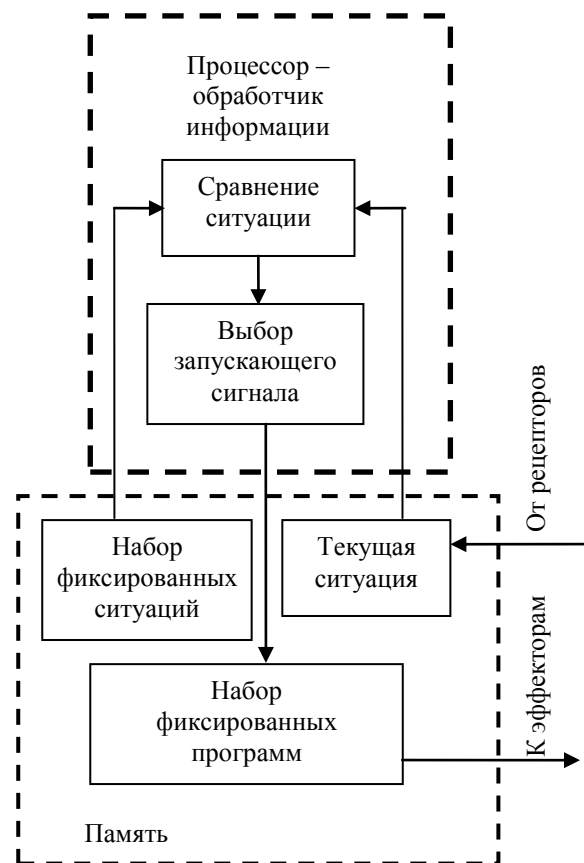 Процессор –
обработчик
информации
Сравнение
ситуации
Выбор
запускающего
сигнала
От рецепторов
Набор
фиксированных
ситуаций
Текущая
ситуация
К эффекторам
Набор
фиксированных
программ
Память